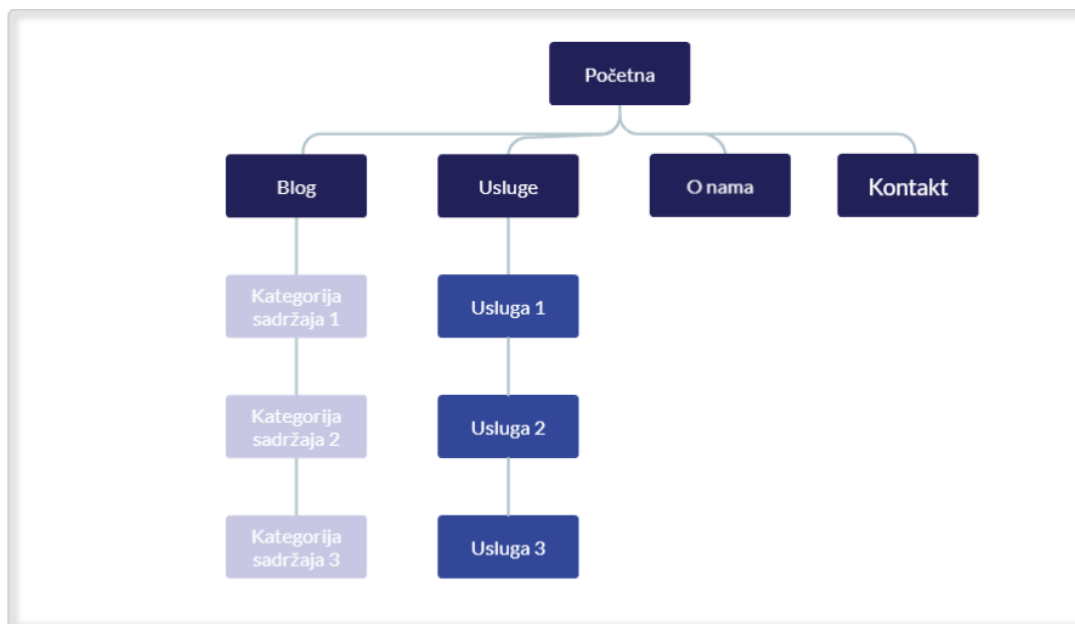 Početna
Blog
Usluge
O nama
Kontakt
Kategorija
sadržaja 1
Usluga 1
Kategorija
sadržaja 2
Usluga 2
Kategorija
sadržaja 3
Usluga 3